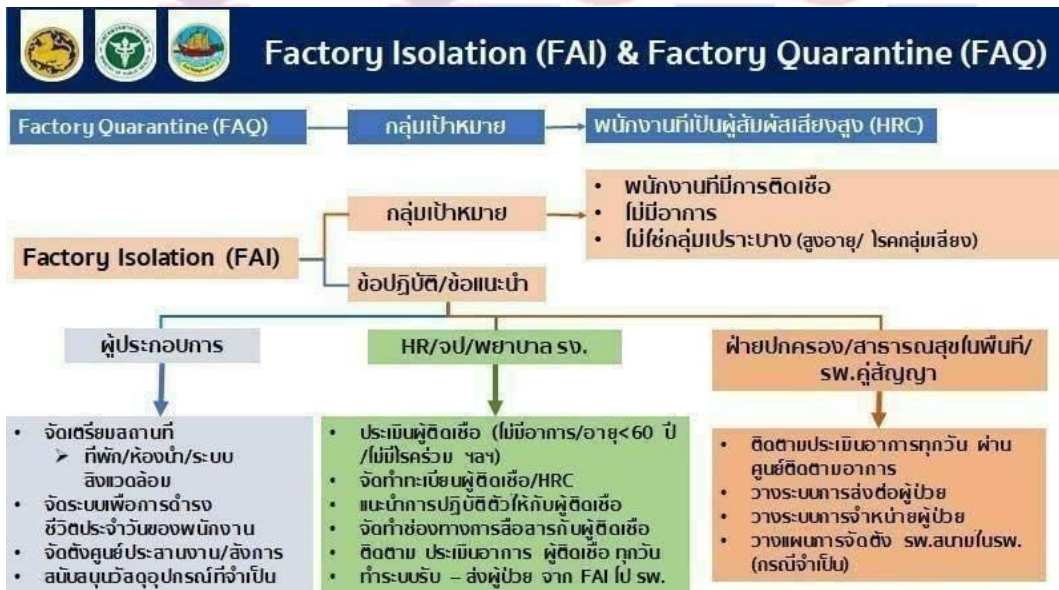 Factory Isolation (FAI) & Factory Quarantine (FAQ)
Factory Quarantine (FAQ)
กลุ่มเป้าหมาย
พนักงานที่เป็นผู้สัมผัสเสี่ยงสูง (HRC)
Factory Isolation (FAI)
กลุ่มเป้าหมาย
• พนักงานที่มีการติดเชื้อ
• ไม่มีอาการ
• ไม่ใช่กลุ่มเปราะบาง (สูงอายุ/ โรคกลุ่มเสี่ยง)
ข้อปฏิบัติ/ข้อแนะนำ
ผู้ประกอบการ
• จัดเตรียมสถานที่
➢ ที่พัก/ห้องน้ำ/ระบบ
สิ่งแวดล้อม
• จัดระบบเพื่อการดำรง
ชีวิตประจำวันของพนักงาน
• จัดตั้งศูนย์ประสานงาน/สั่งการ
• สนับสนุนวัสดุอุปกรณ์ที่จำเป็น
HR/จป/พยาบาล รง.
• ประเมินผู้ติดเชื้อ (ไม่มีอาการ/อายุ<60 ปี
/ไม่มีโรคร่วม ฯลฯ)
• จัดทำทะเบียนผู้ติดเชื้อ/HRC
• แนะนำการปฏิบัติตัวให้กับผู้ติดเชื้อ
• จัดทำช่องทางการสื่อสารกับผู้ติดเชื้อ
• ติดตาม ประเมินอาการ ผู้ติดเชื้อ ทุกวัน
• ทำระบบรับ – ส่งผู้ป่วย จาก FAI ไป รพ.
ฝ่ายปกครอง/สาธารณสุขในพื้นที่/
รพ.คู่สัญญา
• ติดตามประเมินอาการทุกวัน ผ่าน
ศูนย์ติดตามอาการ
• วางระบบการส่งต่อผู้ป่วย
• วางระบบการจำหน่ายผู้ป่วย
• วางแผนการจัดตั้ง รพ.สนามในรพ.
(กรณีจำเป็น)